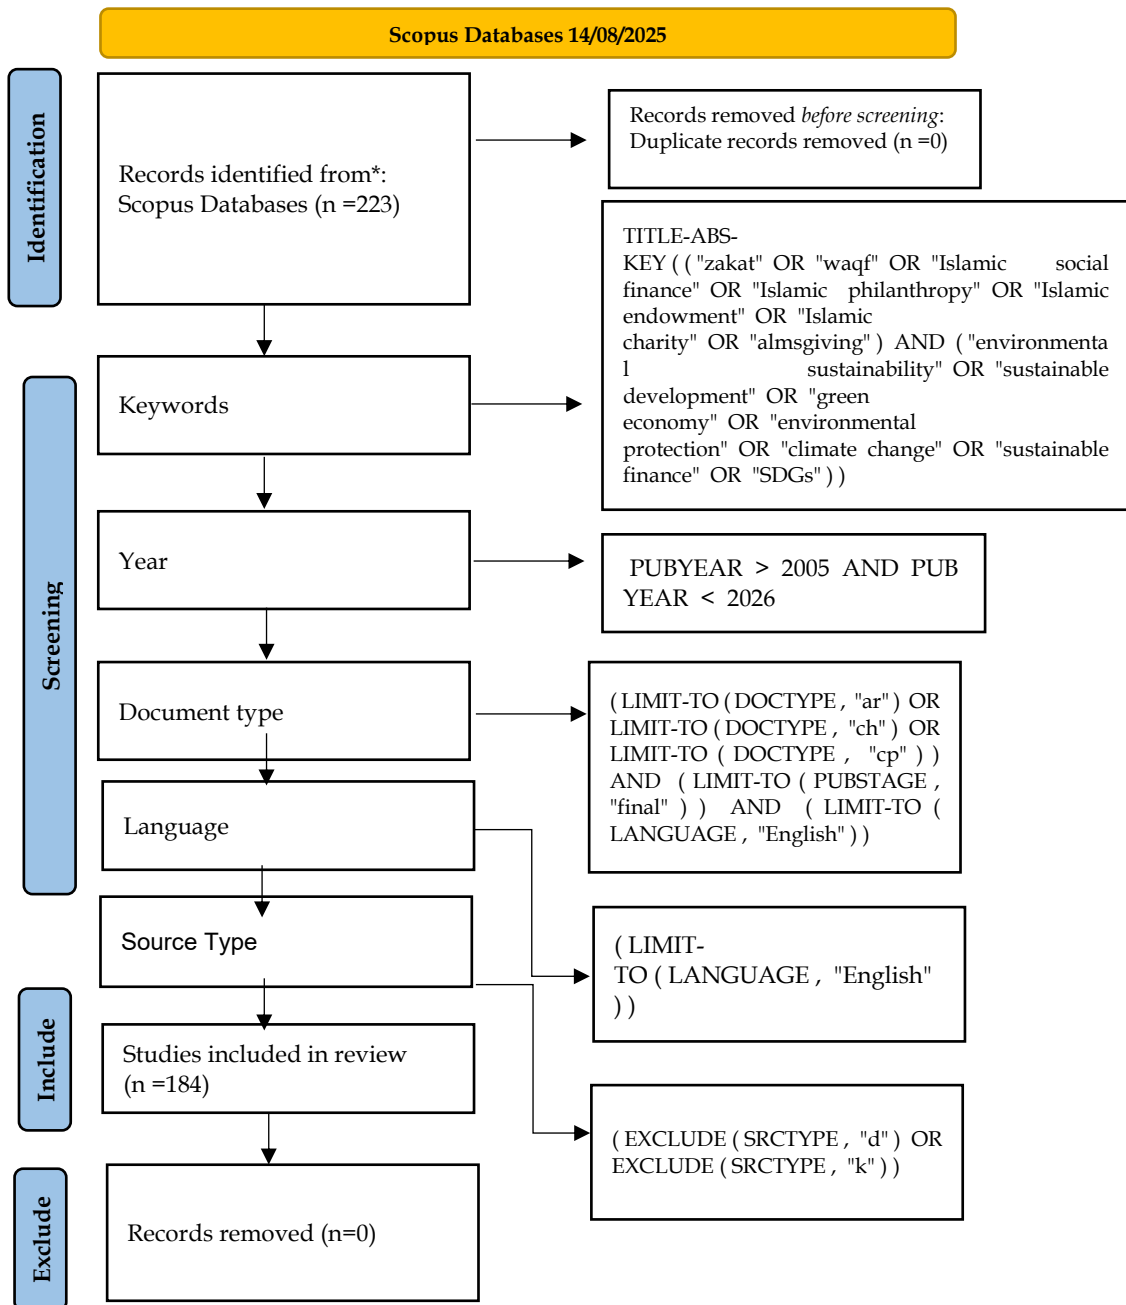 Scopus Databases 14/08/2025
Identification
Records identified from*:
Scopus Databases (n =223)
Records removed before screening:
Duplicate records removed (n =0)
Screening
Keywords
TITLE-ABS-
KEY ( ( "zakat" OR "waqf" OR "Islamic social
finance" OR "Islamic philanthropy" OR "Islamic
endowment" OR "Islamic
charity" OR "almsgiving" ) AND ( "environmenta
l sustainability" OR "sustainable
development" OR "green
economy" OR "environmental
protection" OR "climate change" OR "sustainable
finance" OR "SDGs" ) )
Year
PUBYEAR > 2005 AND PUB
YEAR < 2026
Document type
( LIMIT-TO ( DOCTYPE , "ar" ) OR
LIMIT-TO ( DOCTYPE , "ch" ) OR
LIMIT-TO ( DOCTYPE , "cp" ) )
AND ( LIMIT-TO ( PUBSTAGE ,
"final" ) ) AND ( LIMIT-TO (
LANGUAGE , "English" ) )
Language
( LIMIT-
TO ( LANGUAGE , "English"
) )
Source Type
( EXCLUDE ( SRCTYPE , "d" ) OR
EXCLUDE ( SRCTYPE , "k" ) )
Include
Studies included in review
(n =184)
Exclude
Records removed (n=0)